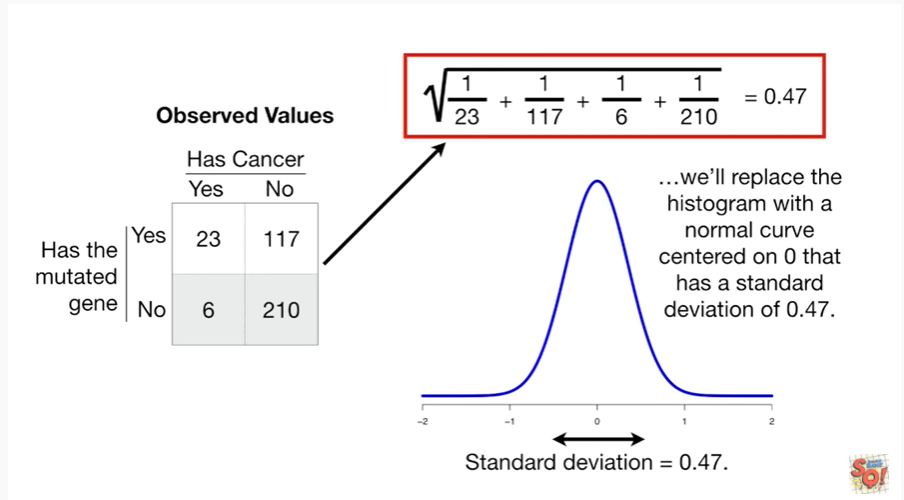 Observed Values
Has Cancer
Yes No
Has the
mutated
gene
Yes 23 117
No 6 210
√ 1/23 + 1/117 + 1/6 + 1/210 = 0.47
…we’ll replace the
histogram with a
normal curve
centered on 0 that
has a standard
deviation of 0.47.
-2 -1 0 1 2
Standard deviation = 0.47.
SQ!